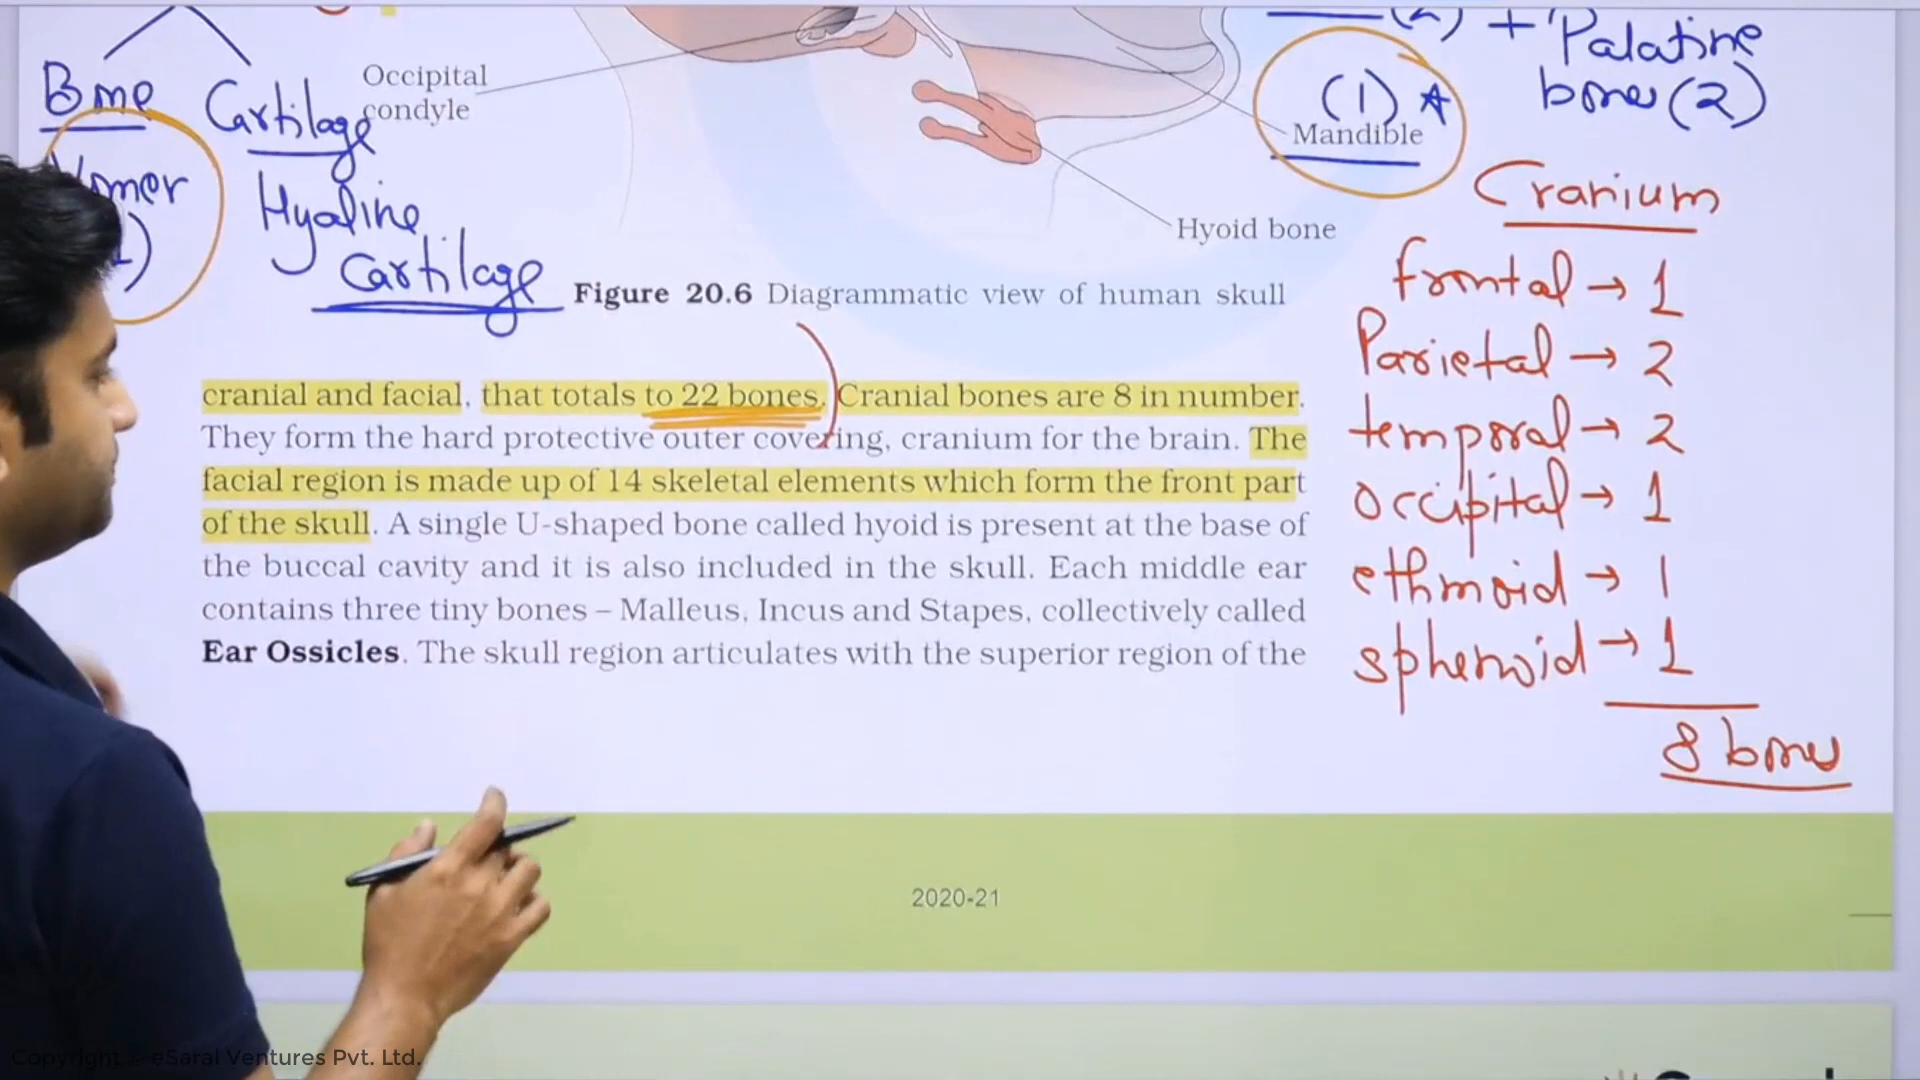 (2) + Palatine
bones (2)
Bone
Cartilage
Occipital
condyle
(1) ★
Mandible
Vomer
1)
Hyaline
Cartilage
Hyoid bone
Cranium
frontal → 1
Parietal → 2
temporal → 2
occipital → 1
ethmoid → 1
sphenoid → 1
8 bones
Figure 20.6 Diagrammatic view of human skull
cranial and facial, that totals to 22 bones. Cranial bones are 8 in number.
They form the hard protective outer covering, cranium for the brain. The
facial region is made up of 14 skeletal elements which form the front part
of the skull. A single U-shaped bone called hyoid is present at the base of
the buccal cavity and it is also included in the skull. Each middle ear
contains three tiny bones – Malleus, Incus and Stapes, collectively called
Ear Ossicles. The skull region articulates with the superior region of the
2020-21
Copyright © eSaral Ventures Pvt. Ltd.